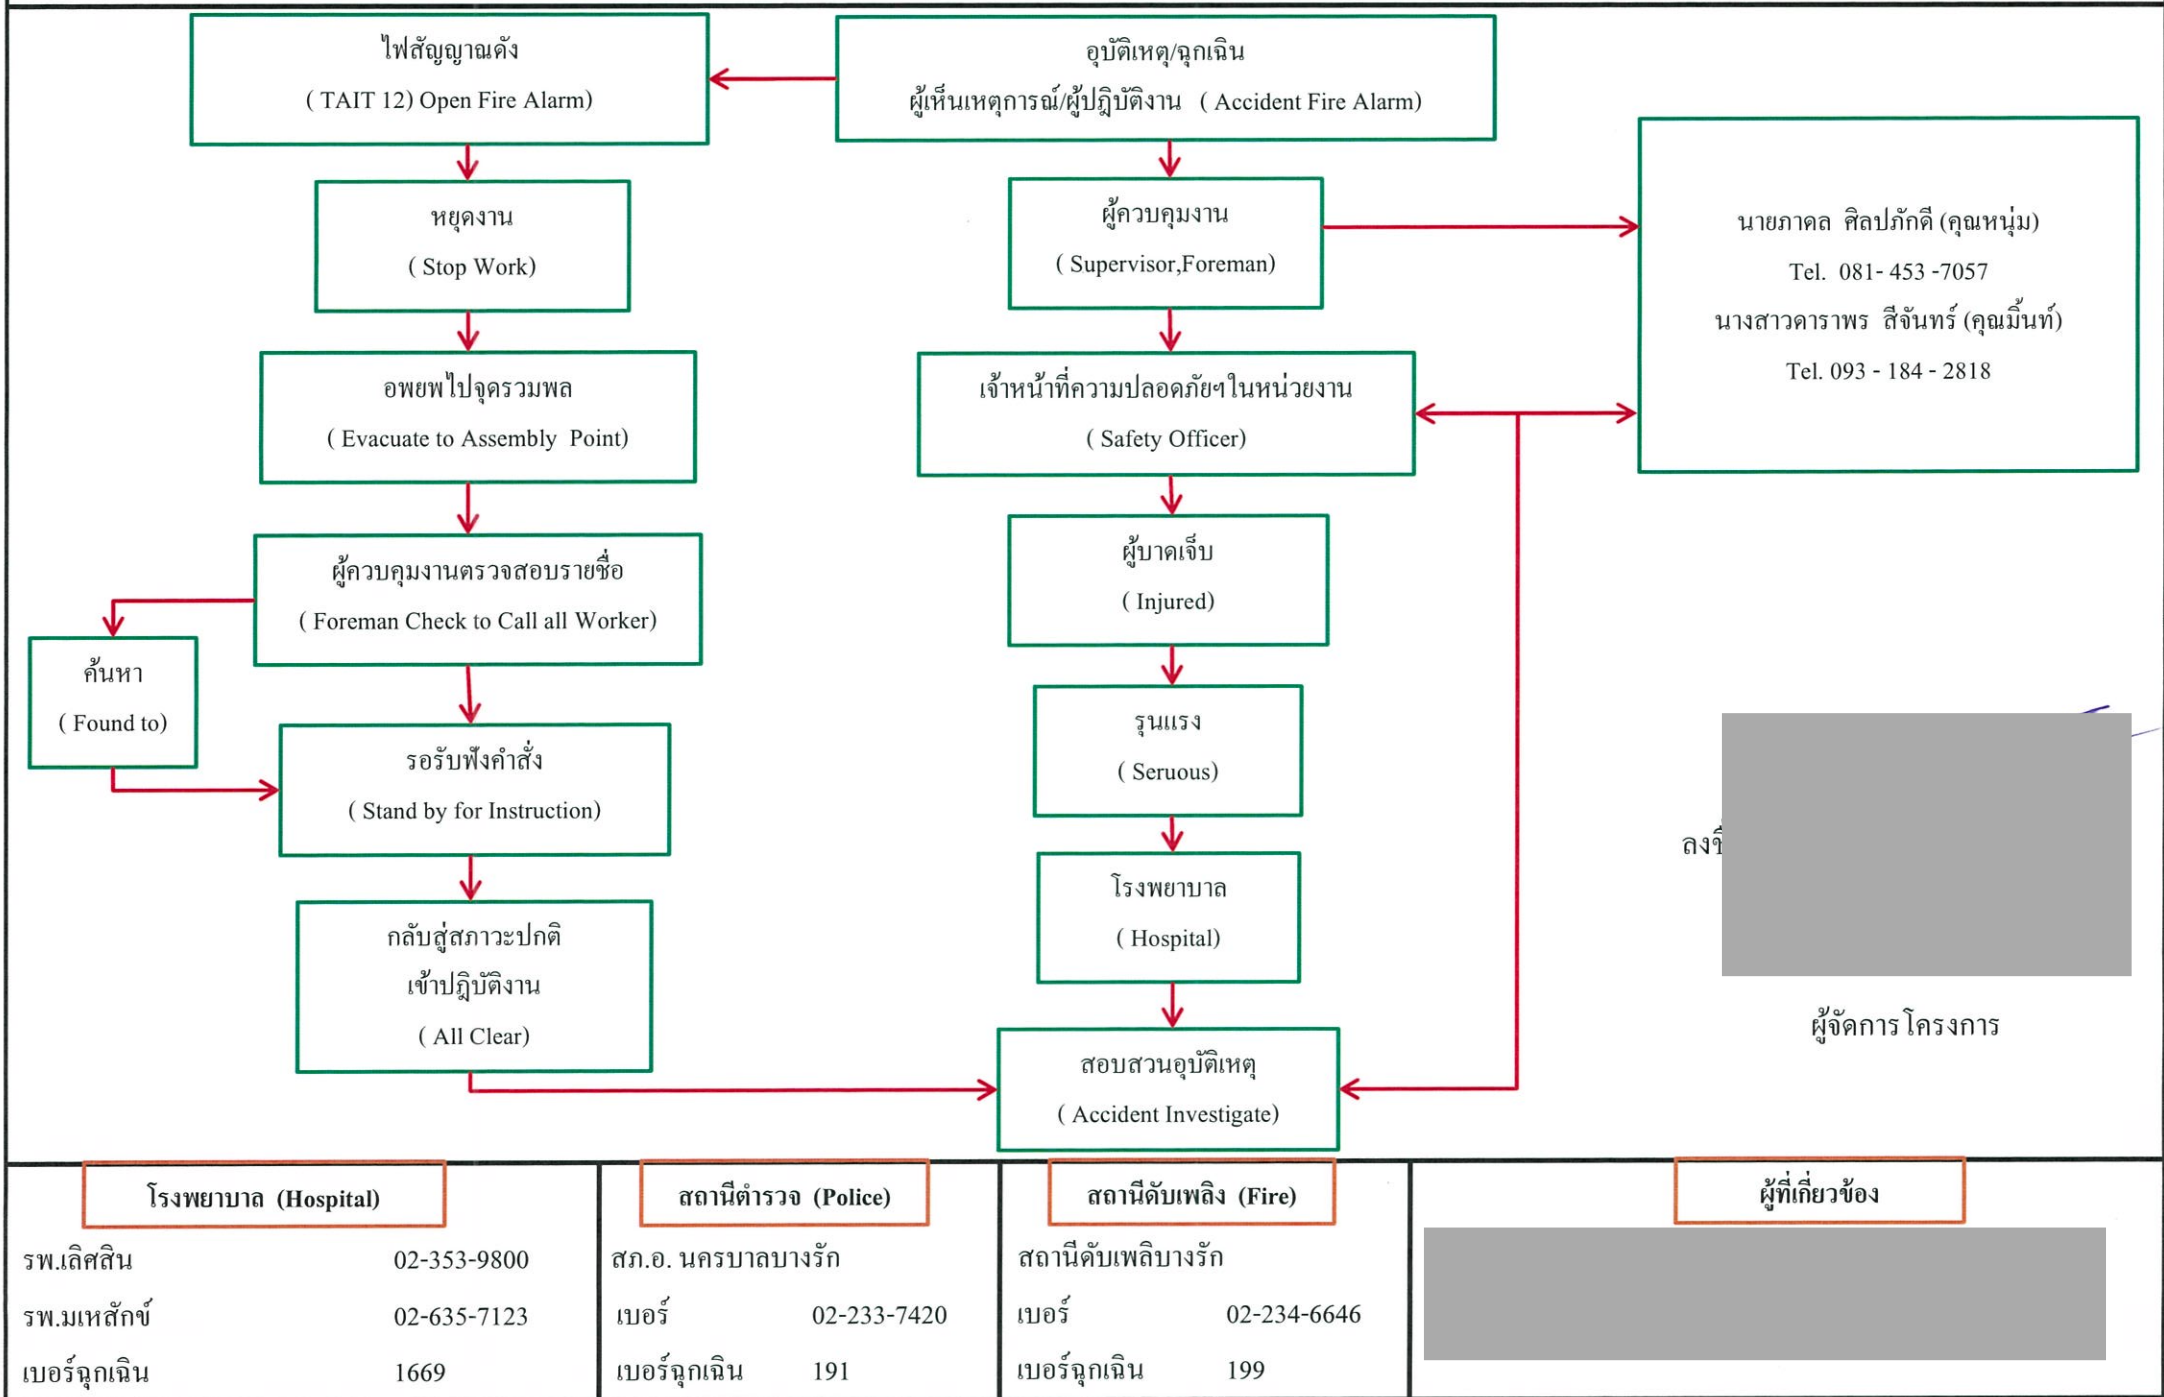 ไฟสัญญาณดัง
( TAIT 12) Open Fire Alarm)
อุบัติเหตุ/ฉุกเฉิน
ผู้เห็นเหตุการณ์/ผู้ปฎิบัติงาน ( Accident Fire Alarm)
หยุดงาน
( Stop Work)
ผู้ควบคุมงาน
( Supervisor,Foreman)
นายภาดล ศิลปภักดี (คุณหนุ่ม)
Tel. 081- 453 -7057
นางสาวดาราพร สีจันทร์ (คุณมิ้นท์)
Tel. 093 - 184 - 2818
อพยพไปจุดรวมพล
( Evacuate to Assembly Point)
เจ้าหน้าที่ความปลอดภัยฯในหน่วยงาน
( Safety Officer)
ผู้ควบคุมงานตรวจสอบรายชื่อ
( Foreman Check to Call all Worker)
ผู้บาดเจ็บ
( Injured)
ค้นหา
( Found to)
รอรับฟังคำสั่ง
( Stand by for Instruction)
รุนแรง
( Seruous)
โรงพยาบาล
( Hospital)
กลับสู่สภาวะปกติ
เข้าปฎิบัติงาน
( All Clear)
ผู้จัดการโครงการ
สอบสวนอุบัติเหตุ
( Accident Investigate)
โรงพยาบาล (Hospital)
รพ.เลิศสิน 02-353-9800
รพ.มเหสักข์ 02-635-7123
เบอร์ฉุกเฉิน 1669
สถานีตำรวจ (Police)
สภ.อ. นครบาลบางรัก
เบอร์ 02-233-7420
เบอร์ฉุกเฉิน 191
สถานีดับเพลิง (Fire)
สถานีดับเพลิบางรัก
เบอร์ 02-234-6646
เบอร์ฉุกเฉิน 199
ผู้ที่เกี่ยวข้อง